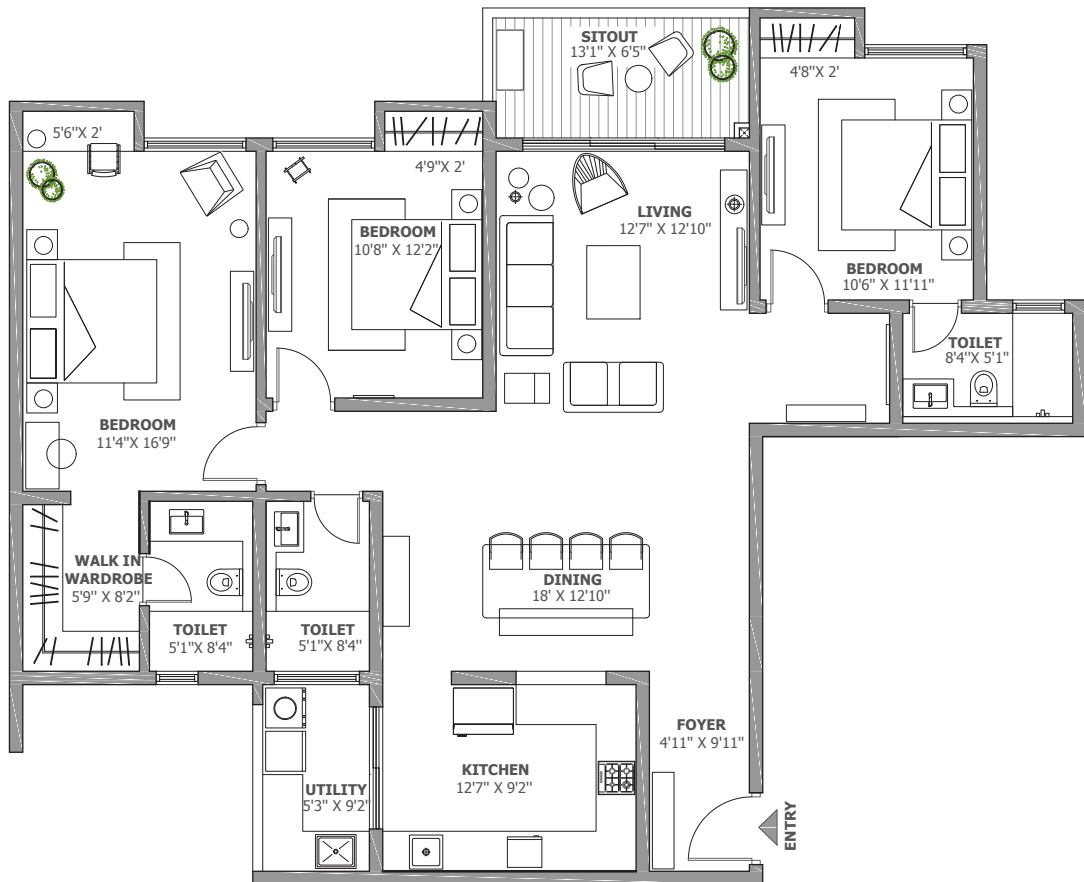 SITOUT
13'1" X 6'5"
4'8"X 2'
5'6"X 2'
4'9"X 2'
LIVING
12'7" X 12'10"
BEDROOM
10'8" X 12'2"
BEDROOM
10'6" X 11'11"
TOILET
8'4"X 5'1"
BEDROOM
11'4"X 16'9"
WALK IN
WARDROBE
5'9" X 8'2"
DINING
18' X 12'10"
TOILET
5'1"X 8'4"
TOILET
5'1"X 8'4"
FOYER
4'11" X 9'11"
KITCHEN
12'7" X 9'2"
UTILITY
5'3" X 9'2"
ENTRY